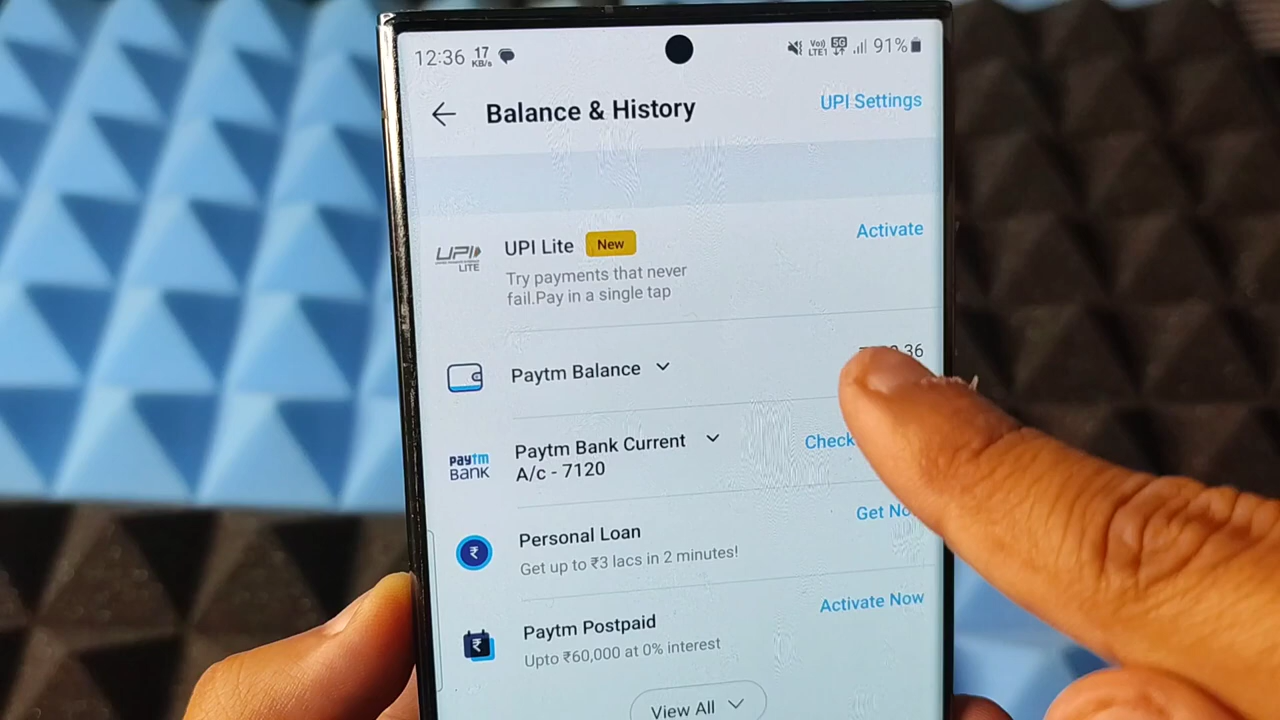 12:36 17 KB/s Vo) LTE1 5G 91%
Balance & History UPI Settings
UPI LITE UPI Lite New Activate
Try payments that never
fail.Pay in a single tap
Paytm Balance .36
paytm BANK Paytm Bank Current Check
A/c - 7120
Personal Loan Get
Get up to ₹3 lacs in 2 minutes!
Paytm Postpaid Activate Now
Upto ₹60,000 at 0% interest
View All